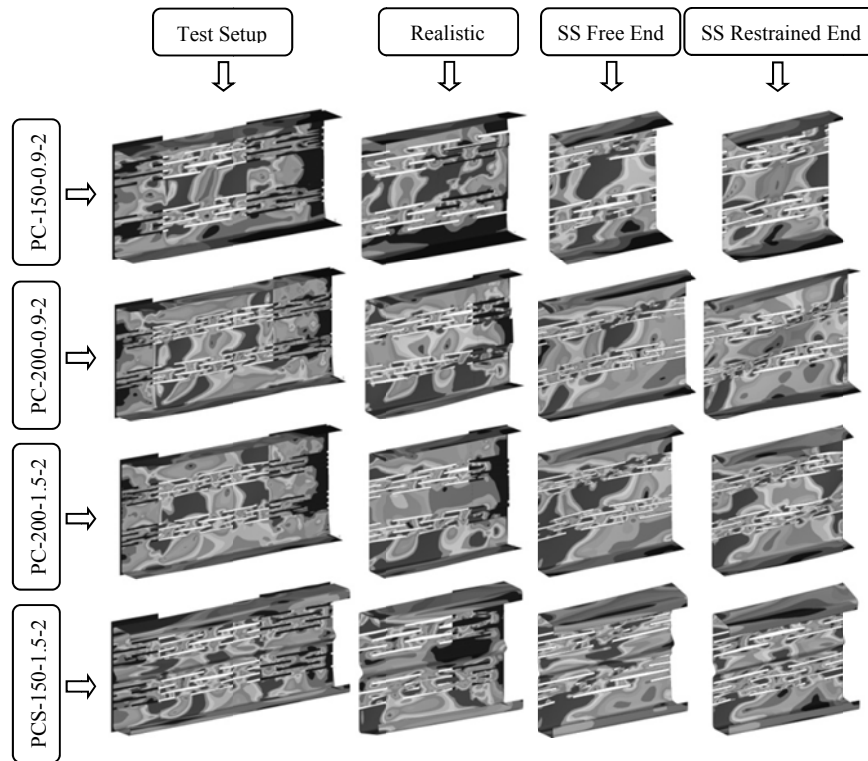 Test Setup
Realistic
SS Free End
SS Restrained End
PC-150-0.9-2
PC-200-0.9-2
PC-200-1.5-2
PCS-150-1.5-2